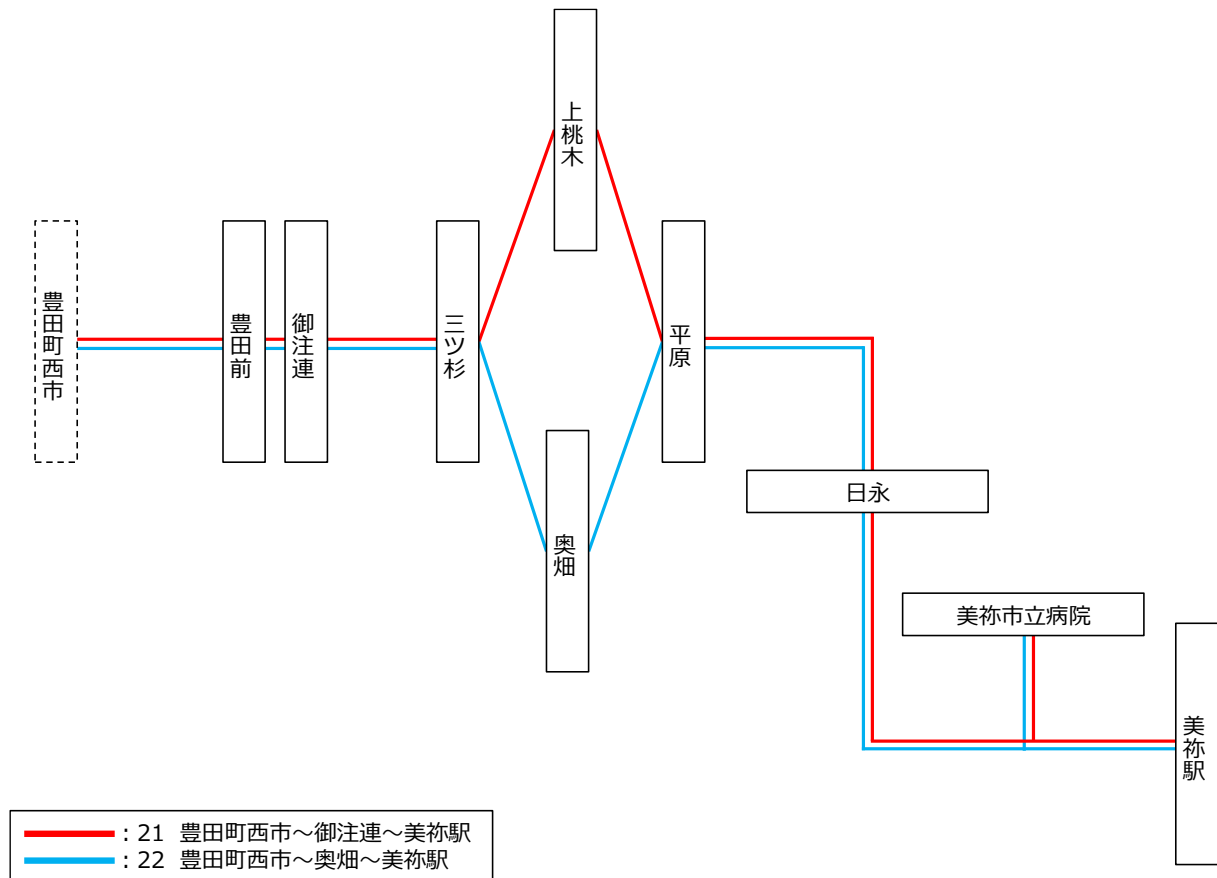 上桃木
豊田町西市
豊田前
御注連
三ツ杉
平原
奥畑
日永
美祢市立病院
美祢駅
：21 豊田町西市～御注連～美祢駅
：22 豊田町西市～奥畑～美祢駅